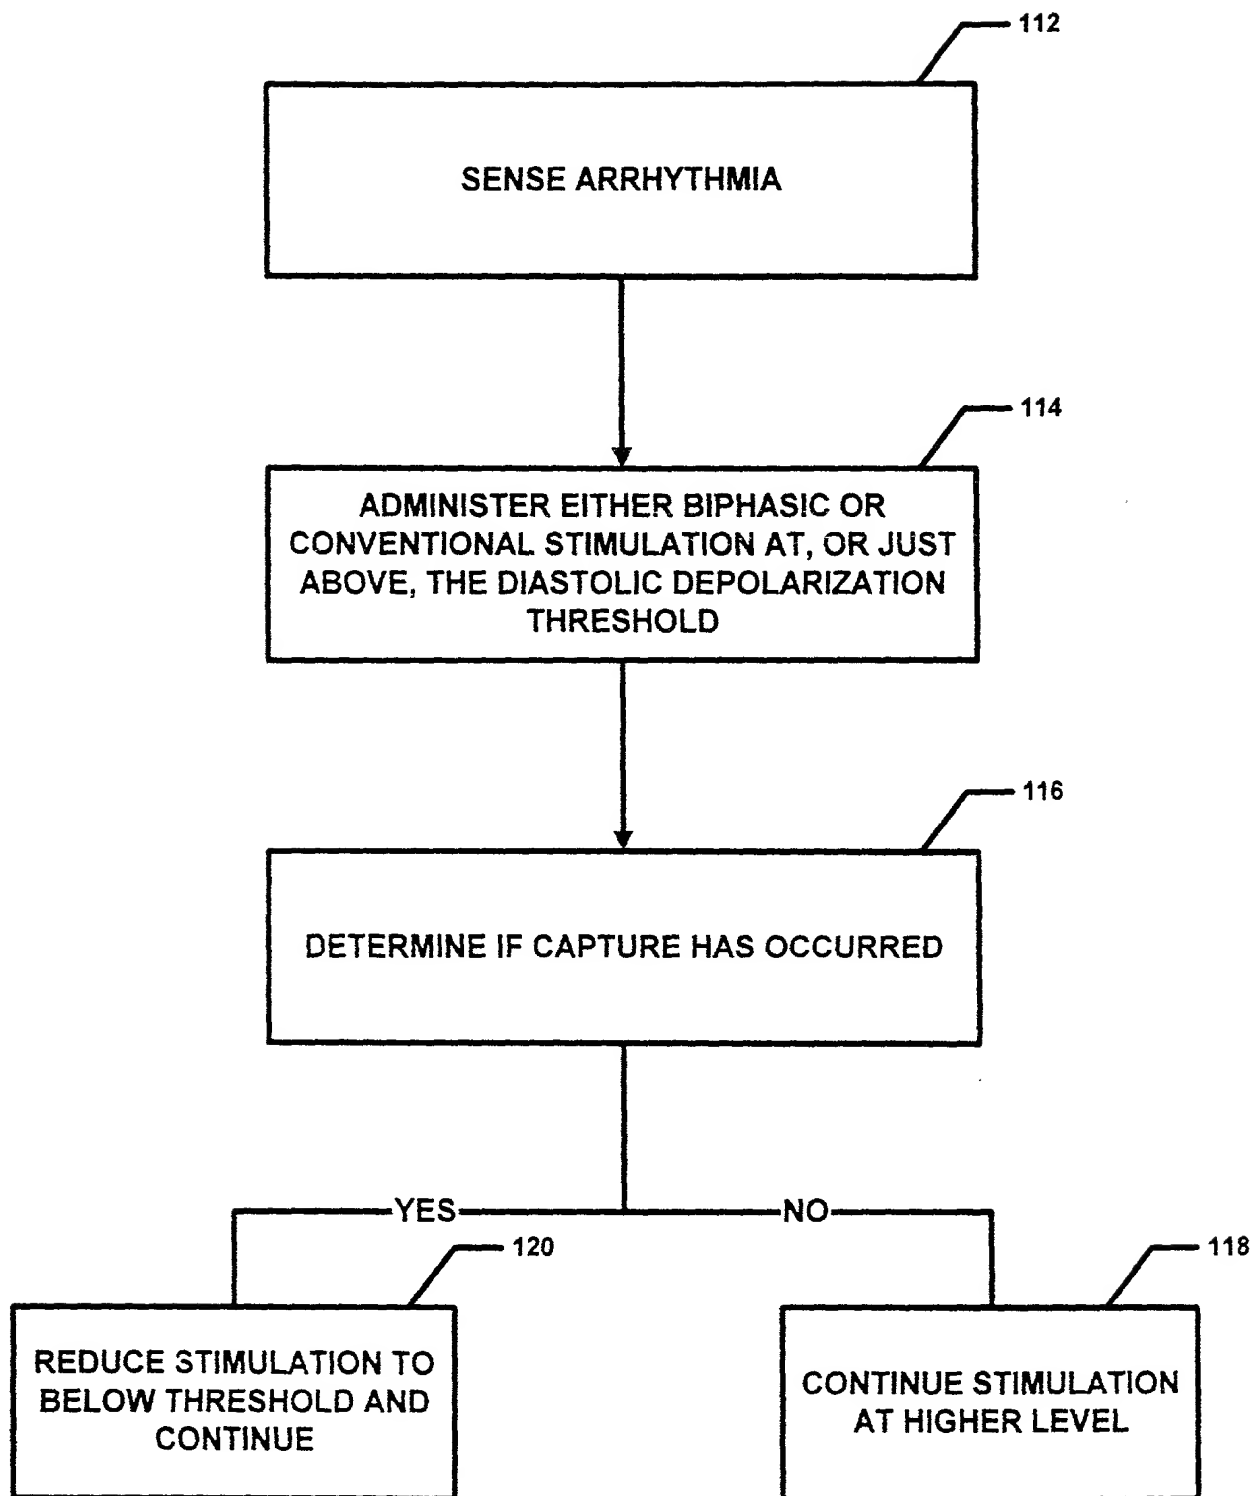 112
SENSE ARRHYTHMIA
114
ADMINISTER EITHER BIPHASIC OR
CONVENTIONAL STIMULATION AT, OR JUST
ABOVE, THE DIASTOLIC DEPOLARIZATION
THRESHOLD
116
DETERMINE IF CAPTURE HAS OCCURRED
YES
NO
120
118
REDUCE STIMULATION TO
BELOW THRESHOLD AND
CONTINUE
CONTINUE STIMULATION
AT HIGHER LEVEL